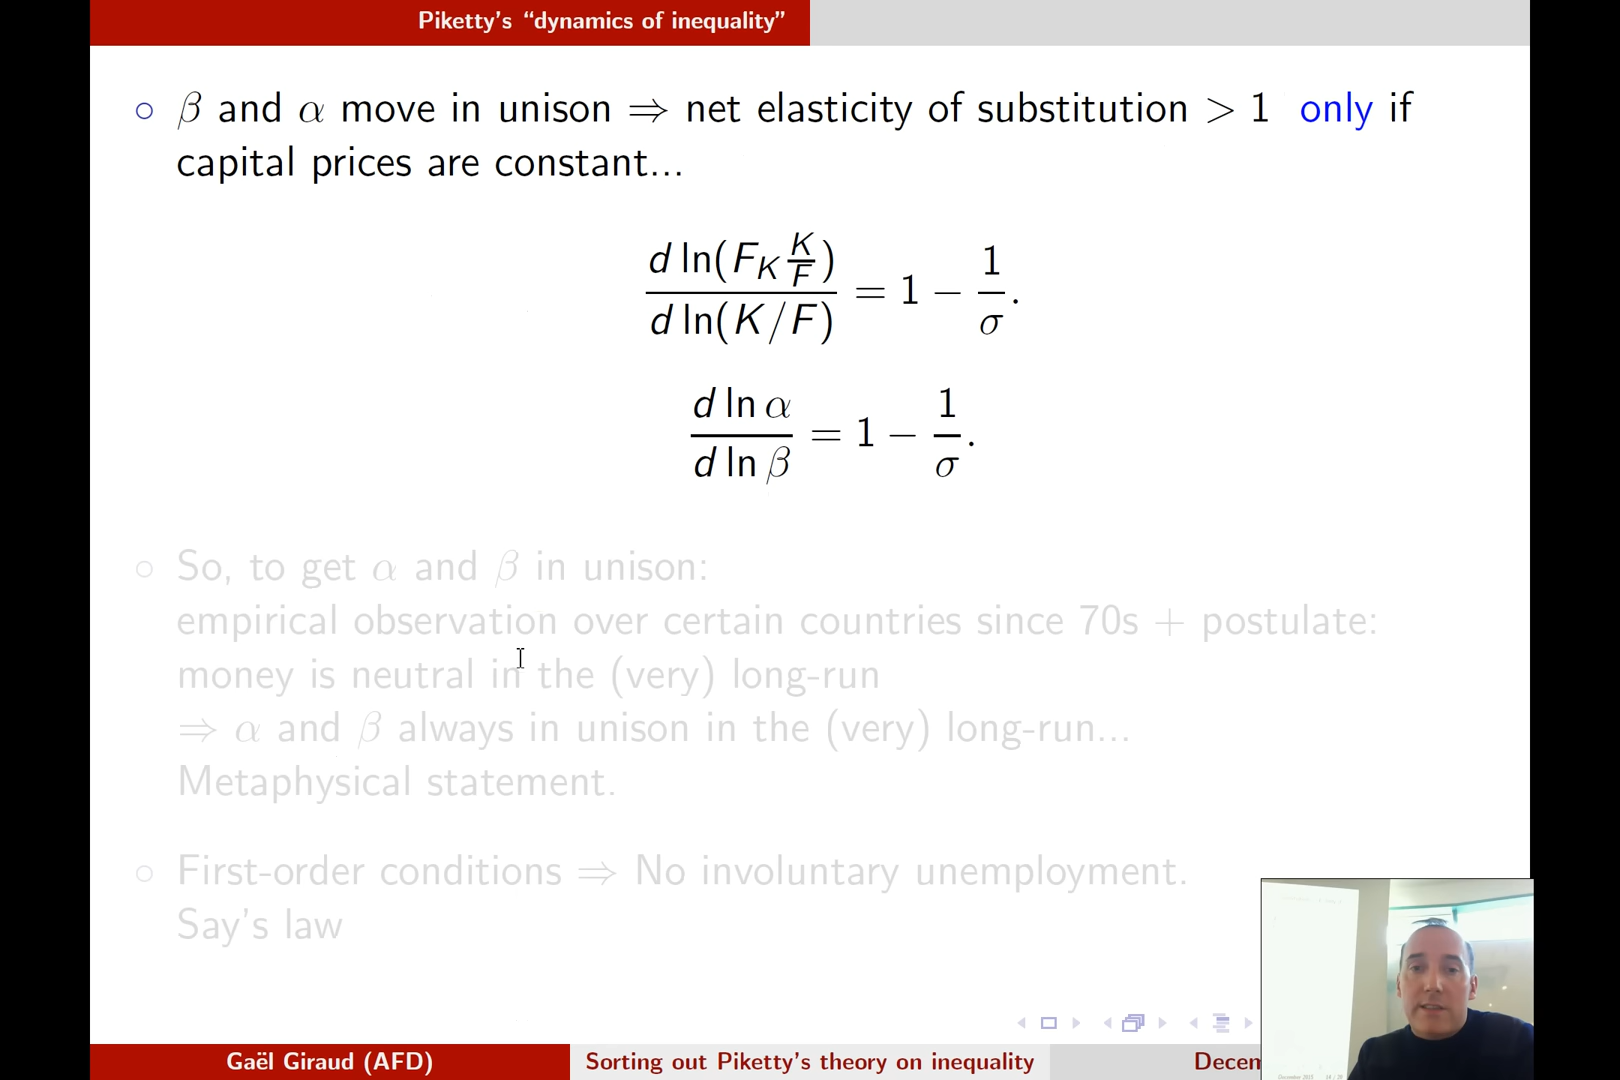 Piketty's “dynamics of inequality”
○ β and α move in unison ⇒ net elasticity of substitution > 1 only if
capital prices are constant...
d ln(F_K K/F) / d ln(K/F) = 1 − 1/σ.
d ln α / d ln β = 1 − 1/σ.
○ So, to get α and β in unison:
empirical observation over certain countries since 70s + postulate:
money is neutral in the (very) long-run
⇒ α and β always in unison in the (very) long-run...
Metaphysical statement.
○ First-order conditions ⇒ No involuntary unemployment.
Say's law
Gaël Giraud (AFD) Sorting out Piketty's theory on inequality Decem
December 2015 14 / 28